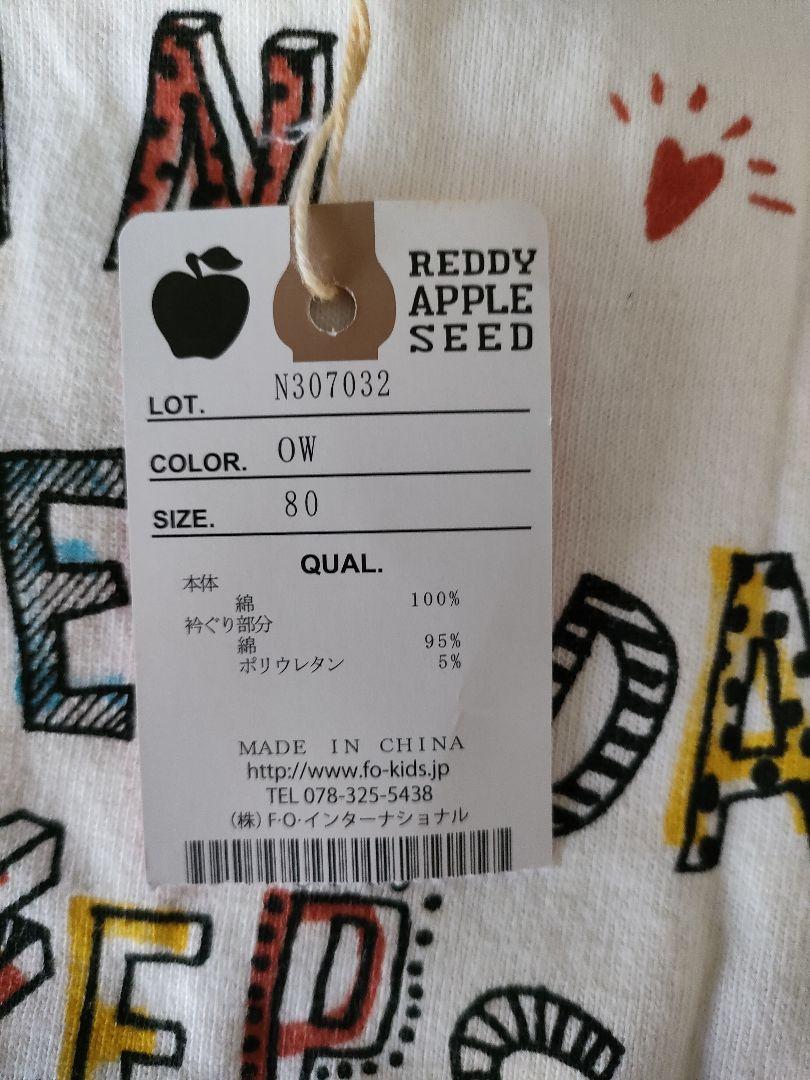 N
REDDY
APPLE
SEED
LOT. N307032
COLOR. OW
SIZE. 80
QUAL.
本体
綿 100%
衿ぐり部分
綿 95%
ポリウレタン 5%
MADE IN CHINA
http://www.fo-kids.jp
TEL 078-325-5438
(株)F·O·インターナショナル
E
DA
EP